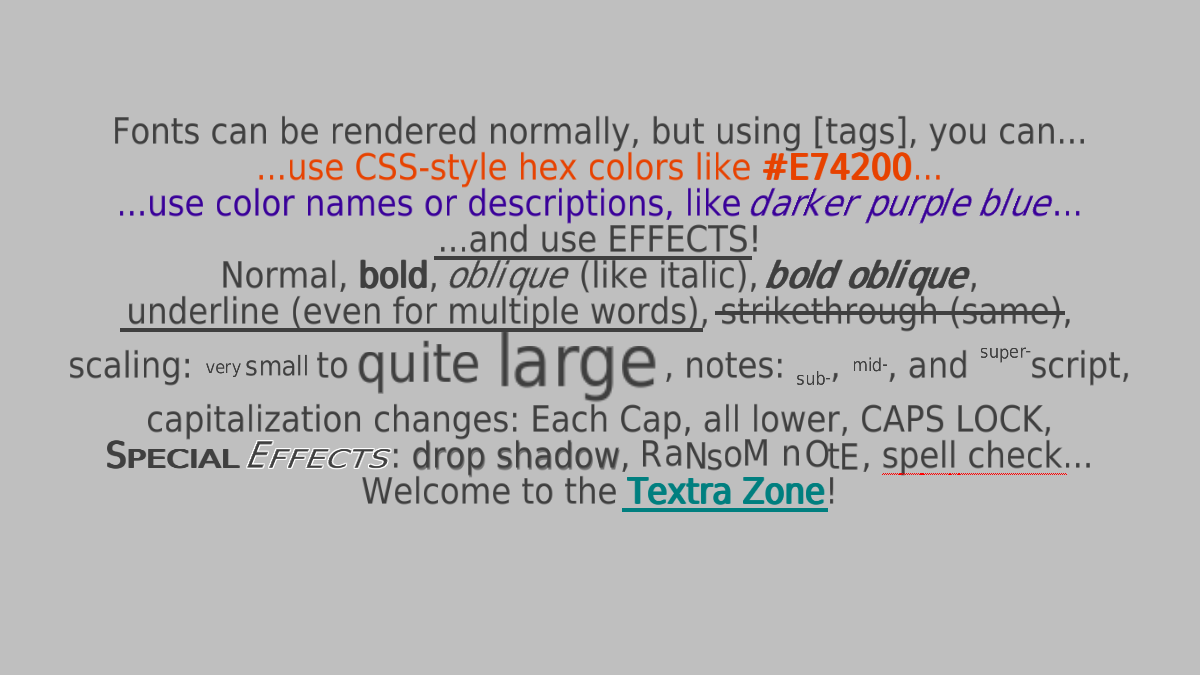 Fonts can be rendered normally, but using [tags], you can...
...use CSS-style hex colors like #E74200...
...use color names or descriptions, like darker purple blue...
...and use EFFECTS!
Normal, bold, oblique (like italic), bold oblique,
underline (even for multiple words), strikethrough (same),
scaling: very small to quite large, notes: sub-, mid-, and super-script,
capitalization changes: Each Cap, all lower, CAPS LOCK,
SPECIAL EFFECTS: drop shadow, RaNsoM nOtE, spell check...
Welcome to the Textra Zone!